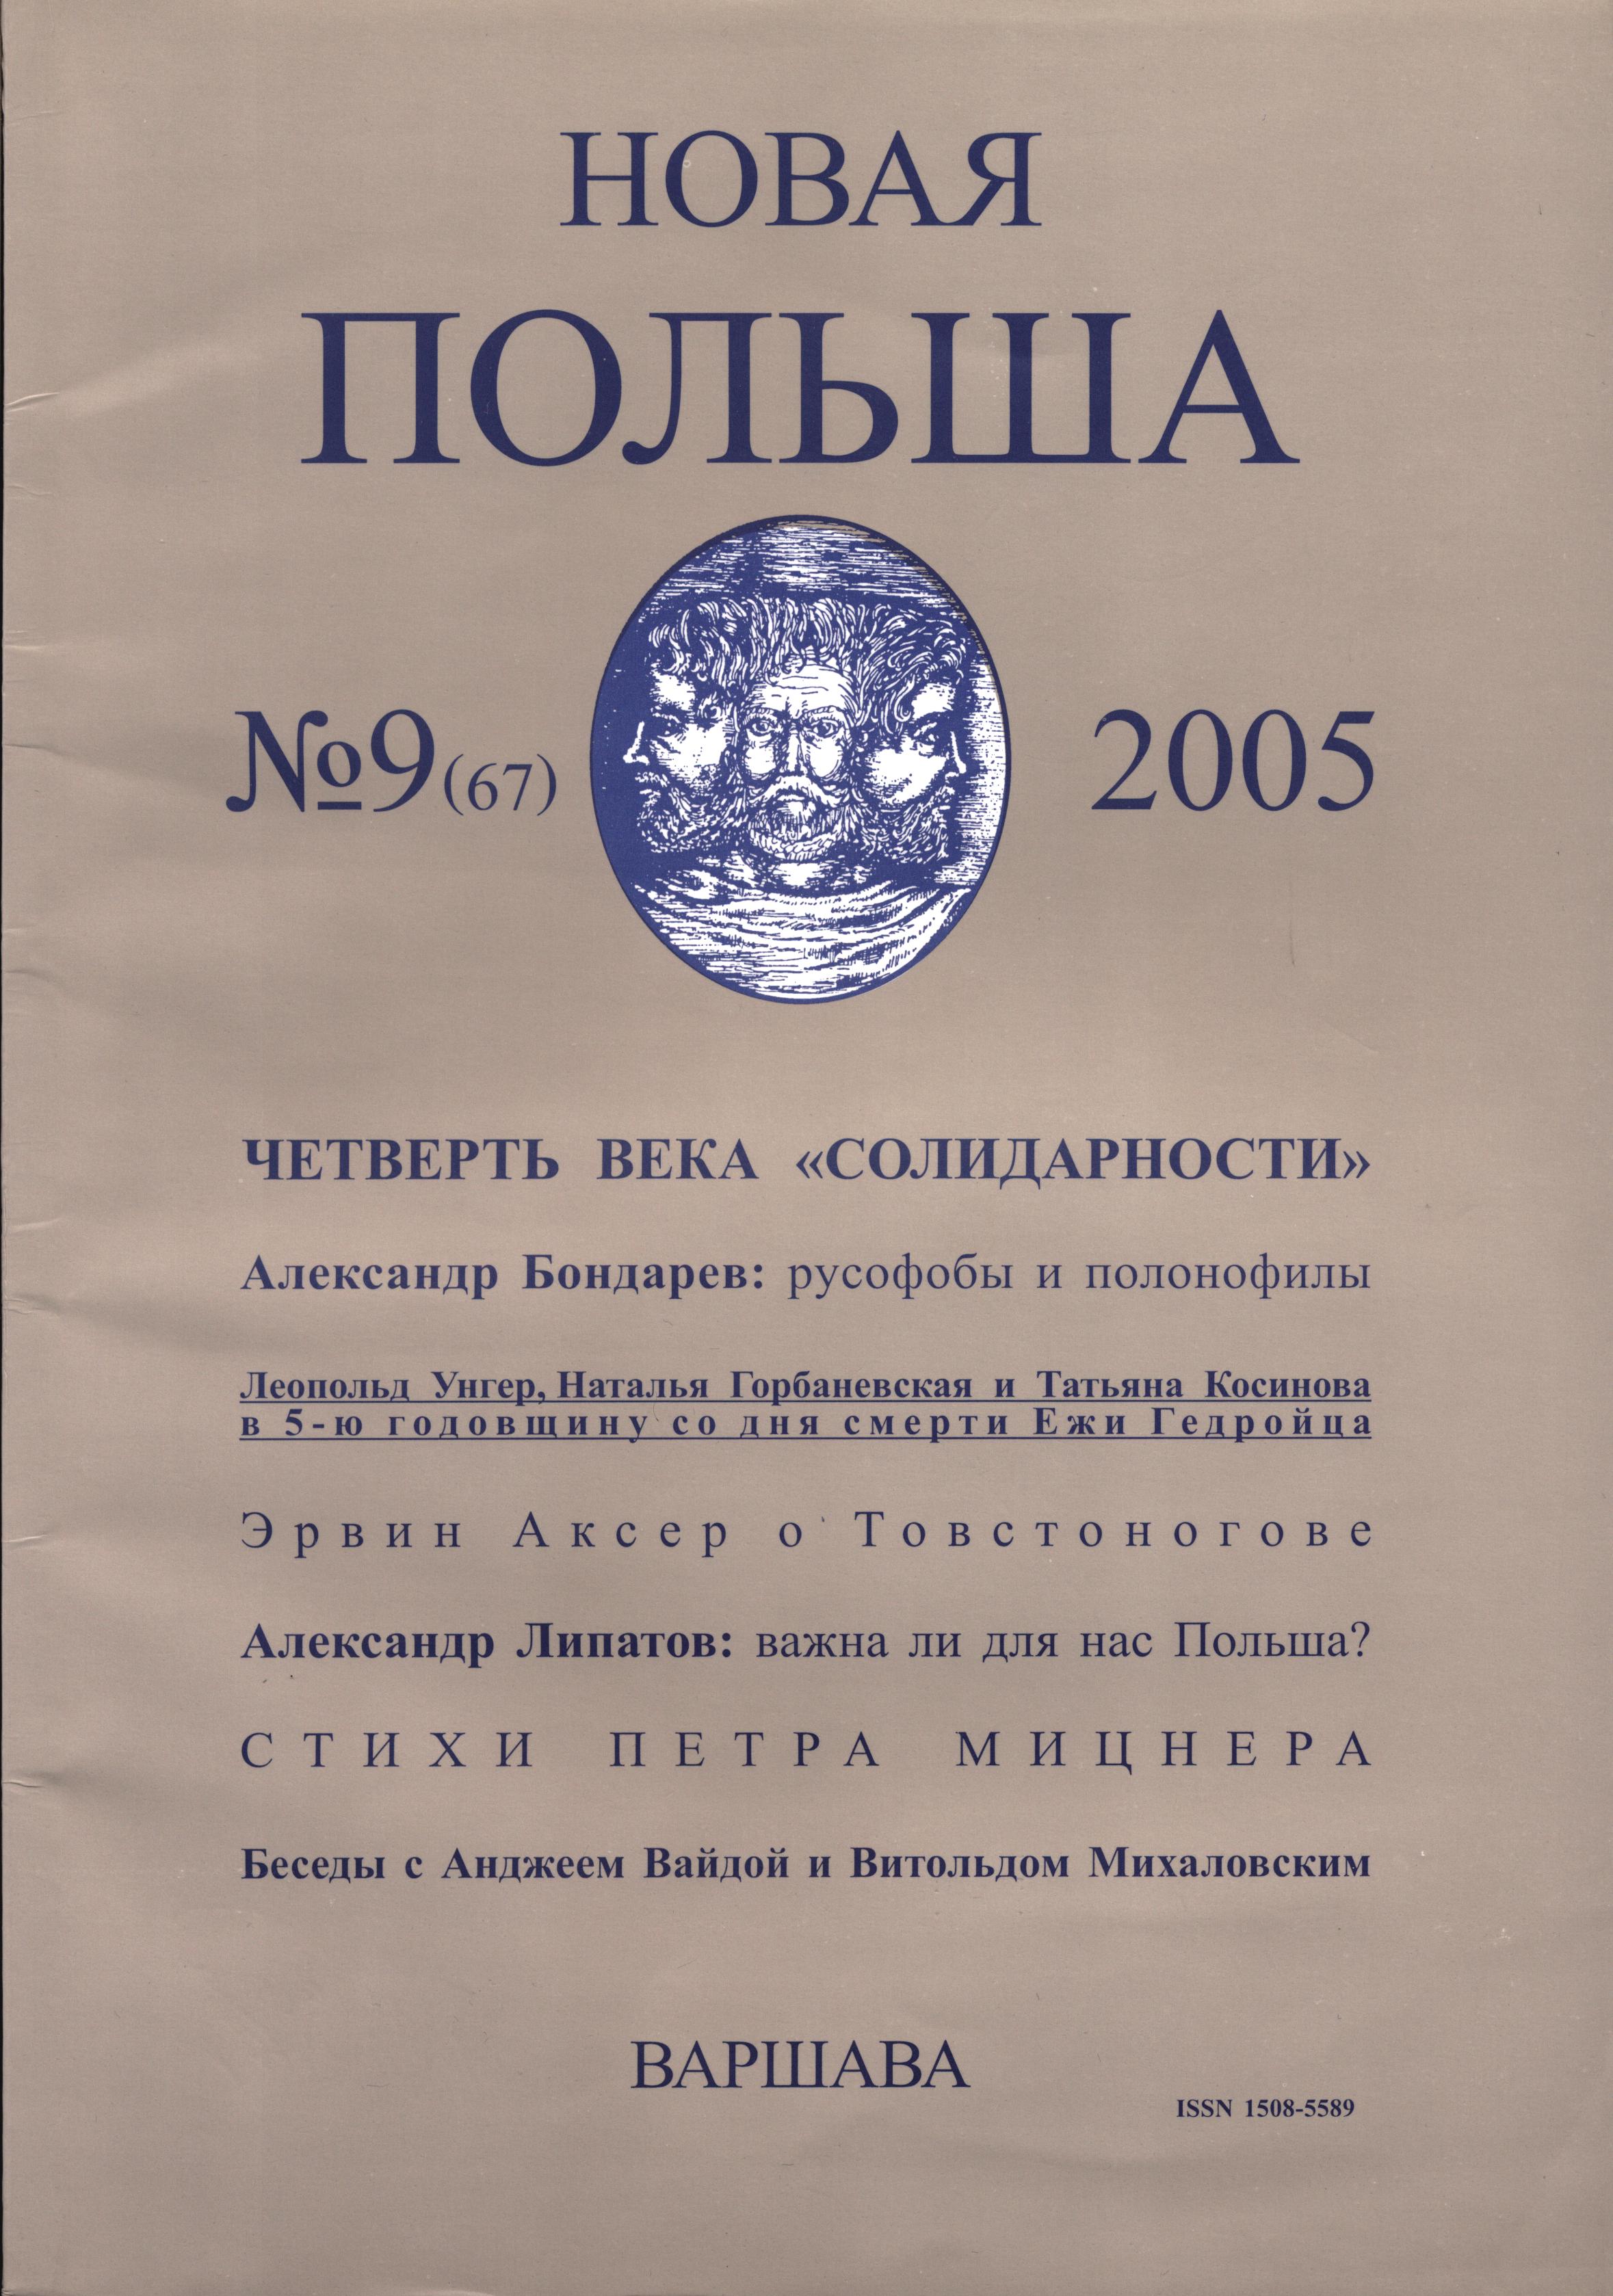 НОВАЯ
ПОЛЬША
№9(67) 2005
ЧЕТВЕРТЬ ВЕКА «СОЛИДАРНОСТИ»
Александр Бондарев: русофобы и полонофилы
Леопольд Унгер, Наталья Горбаневская и Татьяна Косинова
в 5-ю годовщину со дня смерти Ежи Гедройца
Эрвин Аксер о Товстоногове
Александр Липатов: важна ли для нас Польша?
СТИХИ ПЕТРА МИЦНЕРА
Беседы с Анджеем Вайдой и Витольдом Михаловским
ВАРШАВА
ISSN 1508-5589